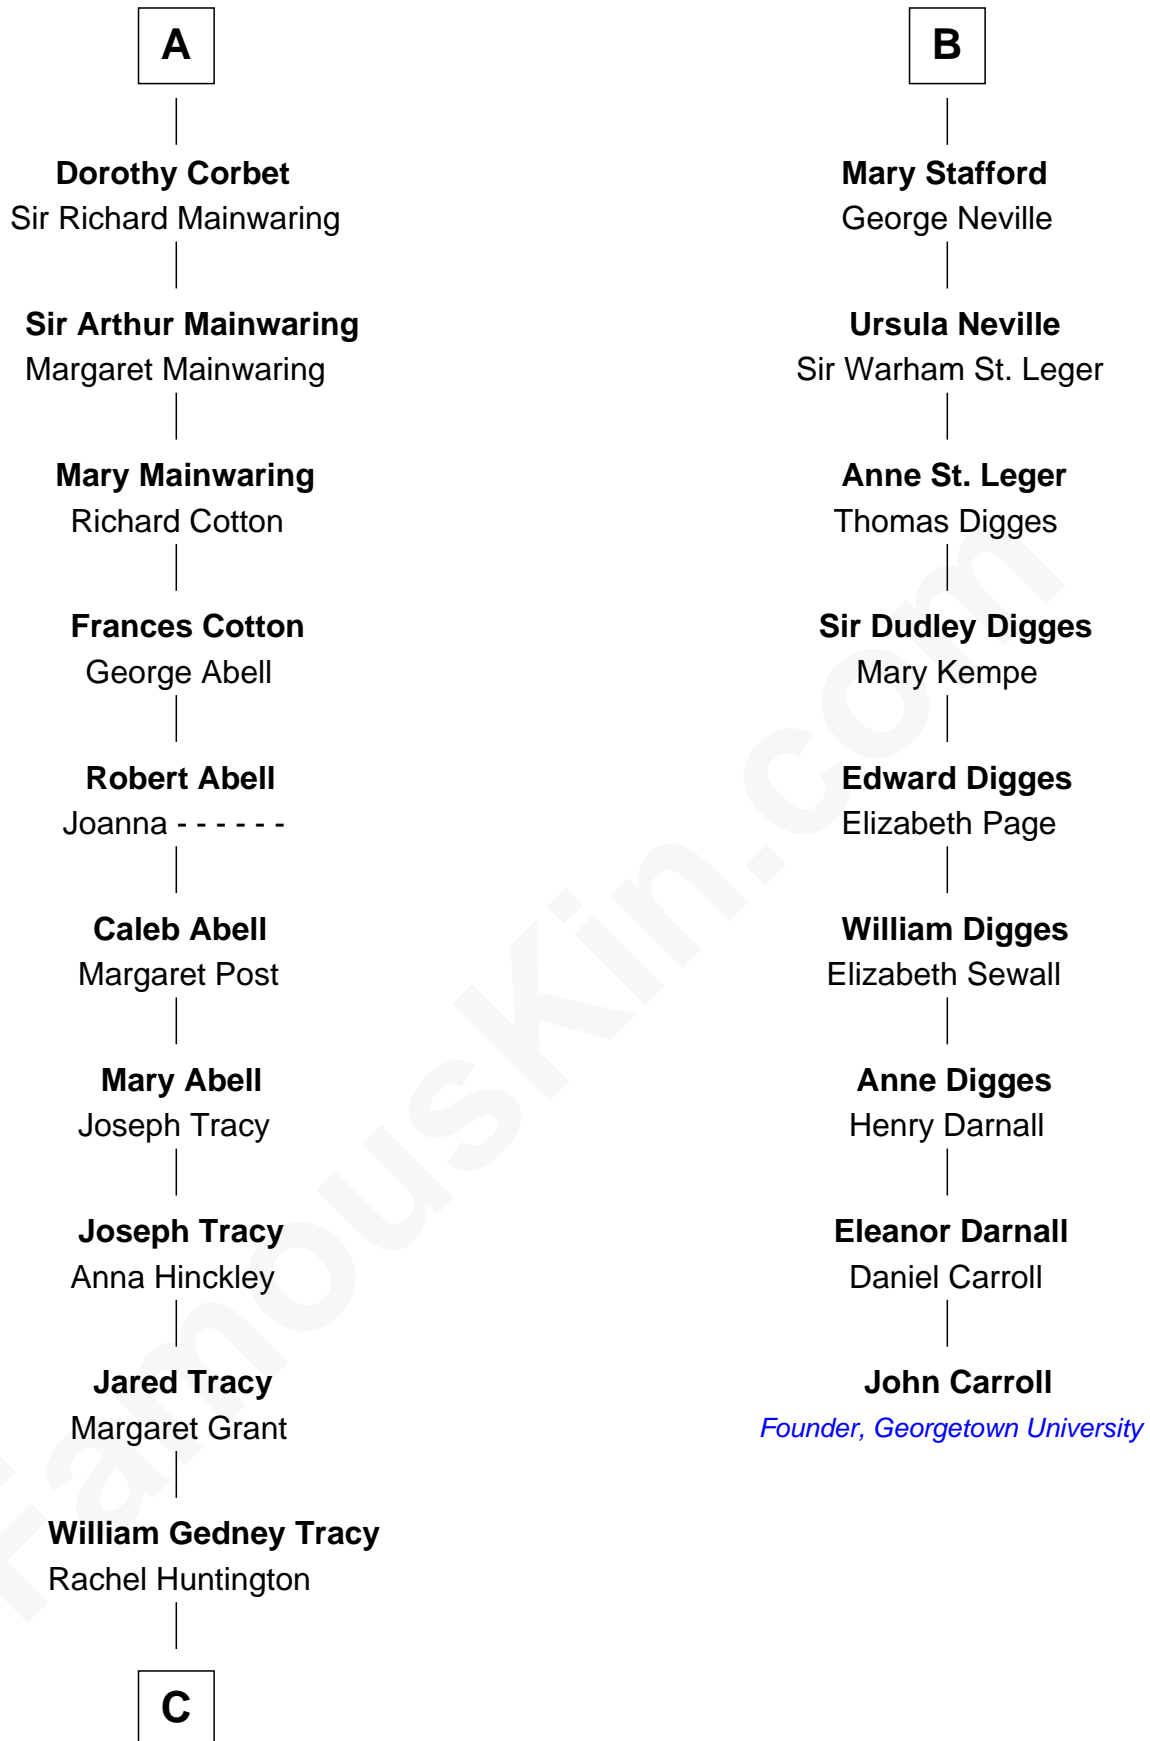 A
Dorothy Corbet
Sir Richard Mainwaring
Sir Arthur Mainwaring
Margaret Mainwaring
Mary Mainwaring
Richard Cotton
Frances Cotton
George Abell
Robert Abell
Joanna - - - - - -
Caleb Abell
Margaret Post
Mary Abell
Joseph Tracy
Joseph Tracy
Anna Hinckley
Jared Tracy
Margaret Grant
William Gedney Tracy
Rachel Huntington
C
B
Mary Stafford
George Neville
Ursula Neville
Sir Warham St. Leger
Anne St. Leger
Thomas Digges
Sir Dudley Digges
Mary Kempe
Edward Digges
Elizabeth Page
William Digges
Elizabeth Sewall
Anne Digges
Henry Darnall
Eleanor Darnall
Daniel Carroll
John Carroll
Founder, Georgetown University
FamousKin.com